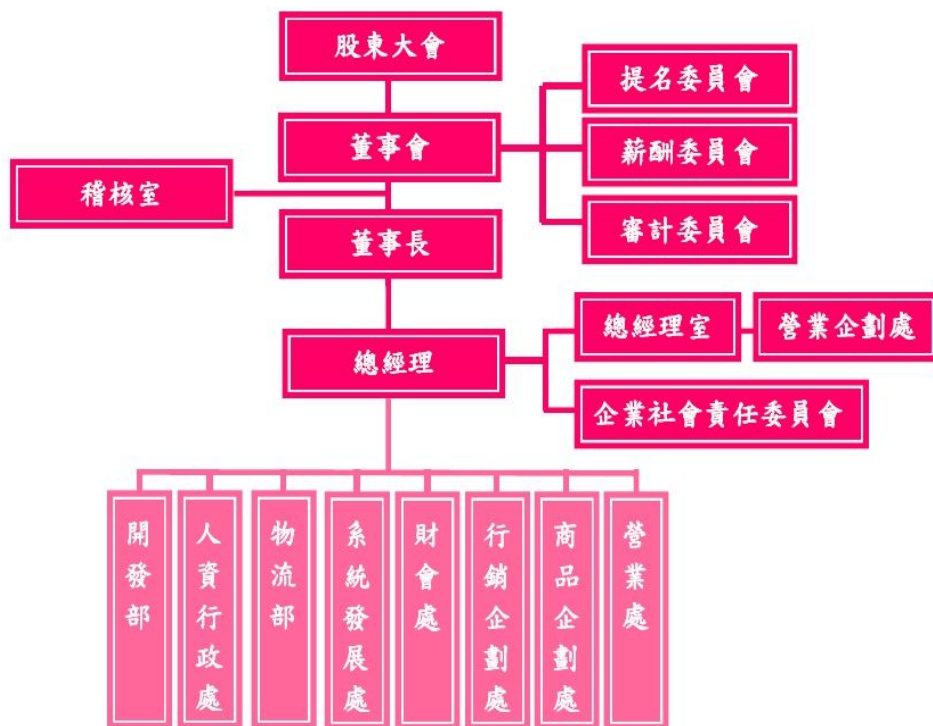 股東大會
提名委員會
董事會
薪酬委員會
稽核室
審計委員會
董事長
總經理室
營業企劃處
總經理
企業社會責任委員會
開發部
人資行政處
物流部
系統發展處
財會處
行銷企劃處
商品企劃處
營業處